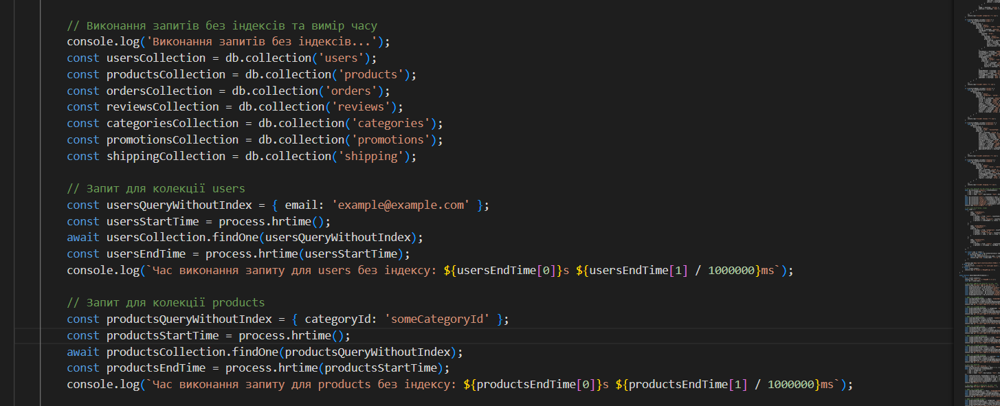 // Виконання запитів без індексів та вимір часу
console.log('Виконання запитів без індексів...');
const usersCollection = db.collection('users');
const productsCollection = db.collection('products');
const ordersCollection = db.collection('orders');
const reviewsCollection = db.collection('reviews');
const categoriesCollection = db.collection('categories');
const promotionsCollection = db.collection('promotions');
const shippingCollection = db.collection('shipping');
// Запит для колекції users
const usersQueryWithoutIndex = { email: 'example@example.com' };
const usersStartTime = process.hrtime();
await usersCollection.findOne(usersQueryWithoutIndex);
const usersEndTime = process.hrtime(usersStartTime);
console.log(`Час виконання запиту для users без індексу: ${usersEndTime[0]}s ${usersEndTime[1] / 1000000}ms`);
// Запит для колекції products
const productsQueryWithoutIndex = { categoryId: 'someCategoryId' };
const productsStartTime = process.hrtime();
await productsCollection.findOne(productsQueryWithoutIndex);
const productsEndTime = process.hrtime(productsStartTime);
console.log(`Час виконання запиту для products без індексу: ${productsEndTime[0]}s ${productsEndTime[1] / 1000000}ms`);